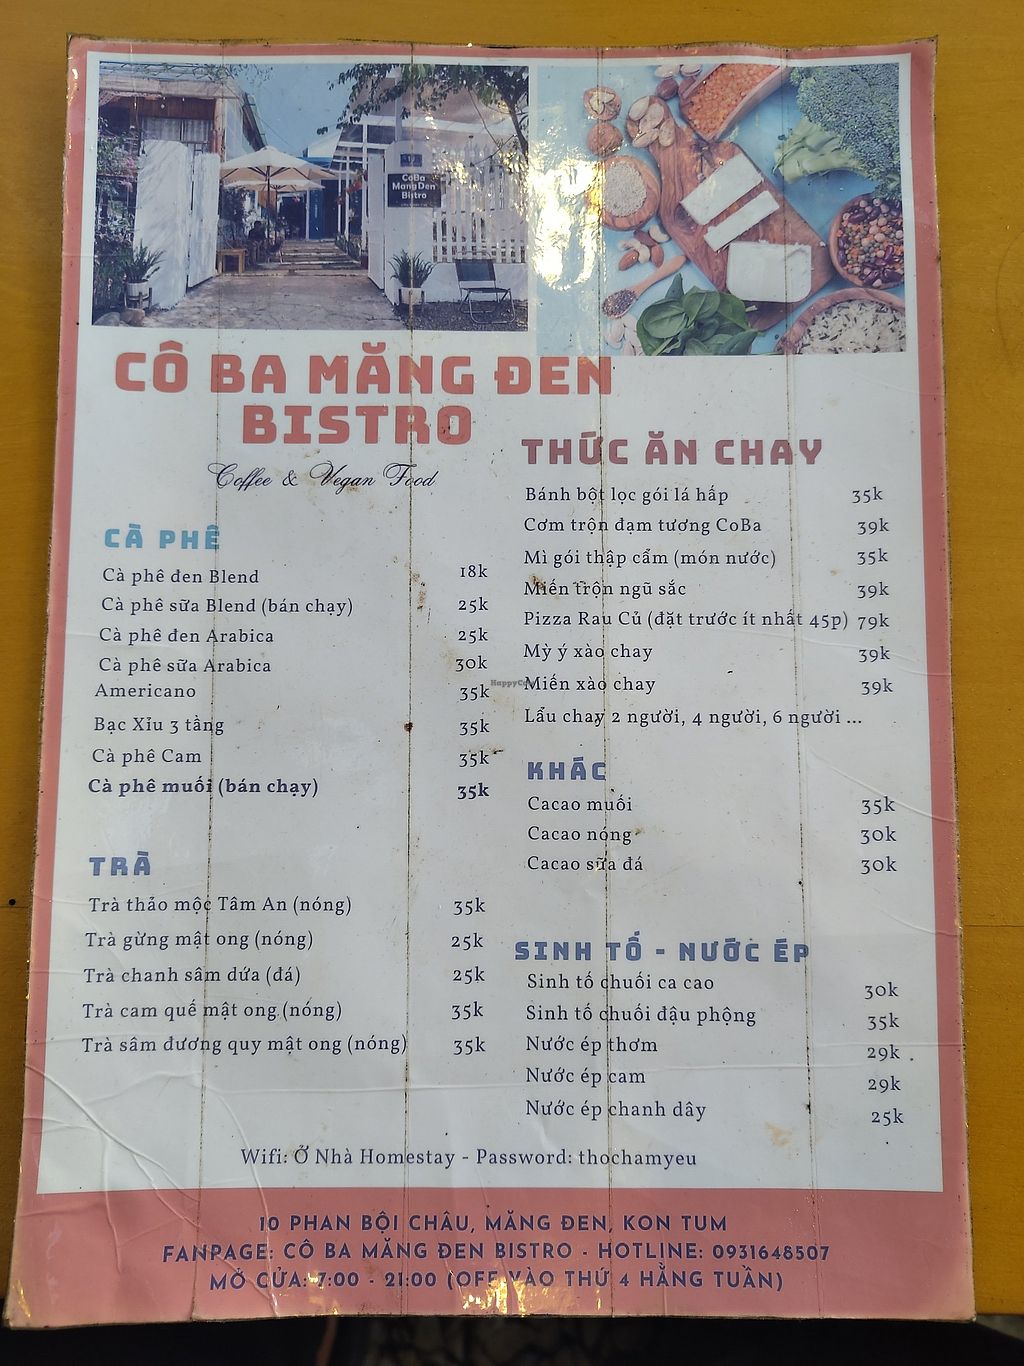 CoBa
MangDen
Bistro
CÔ BA MĂNG ĐEN
BISTRO
Coffee & Vegan Food
CÀ PHÊ
Cà phê đen Blend 18k
Cà phê sữa Blend (bán chạy) 25k
Cà phê đen Arabica 25k
Cà phê sữa Arabica 30k
Americano 35k
Bạc Xỉu 3 tầng 35k
Cà phê Cam 35k
Cà phê muối (bán chạy) 35k
TRÀ
Trà thảo mộc Tâm An (nóng) 35k
Trà gừng mật ong (nóng) 25k
Trà chanh sâm dứa (đá) 25k
Trà cam quế mật ong (nóng) 35k
Trà sâm đương quy mật ong (nóng) 35k
THỨC ĂN CHAY
Bánh bột lọc gói lá hấp 35k
Cơm trộn đạm tương CoBa 39k
Mì gói thập cẩm (món nước) 35k
Miến trộn ngũ sắc 39k
Pizza Rau Củ (đặt trước ít nhất 45p) 79k
Mỳ ý xào chay 39k
Miến xào chay 39k
Lẩu chay 2 người, 4 người, 6 người ...
KHÁC
Cacao muối 35k
Cacao nóng 30k
Cacao sữa đá 30k
SINH TỐ - NƯỚC ÉP
Sinh tố chuối ca cao 30k
Sinh tố chuối đậu phộng 35k
Nước ép thơm 29k
Nước ép cam 29k
Nước ép chanh dây 25k
Wifi: Ở Nhà Homestay - Password: thochamyeu
10 PHAN BỘI CHÂU, MĂNG ĐEN, KON TUM
FANPAGE: CÔ BA MĂNG ĐEN BISTRO - HOTLINE: 0931648507
MỞ CỬA: 7:00 - 21:00 (OFF VÀO THỨ 4 HẰNG TUẦN)